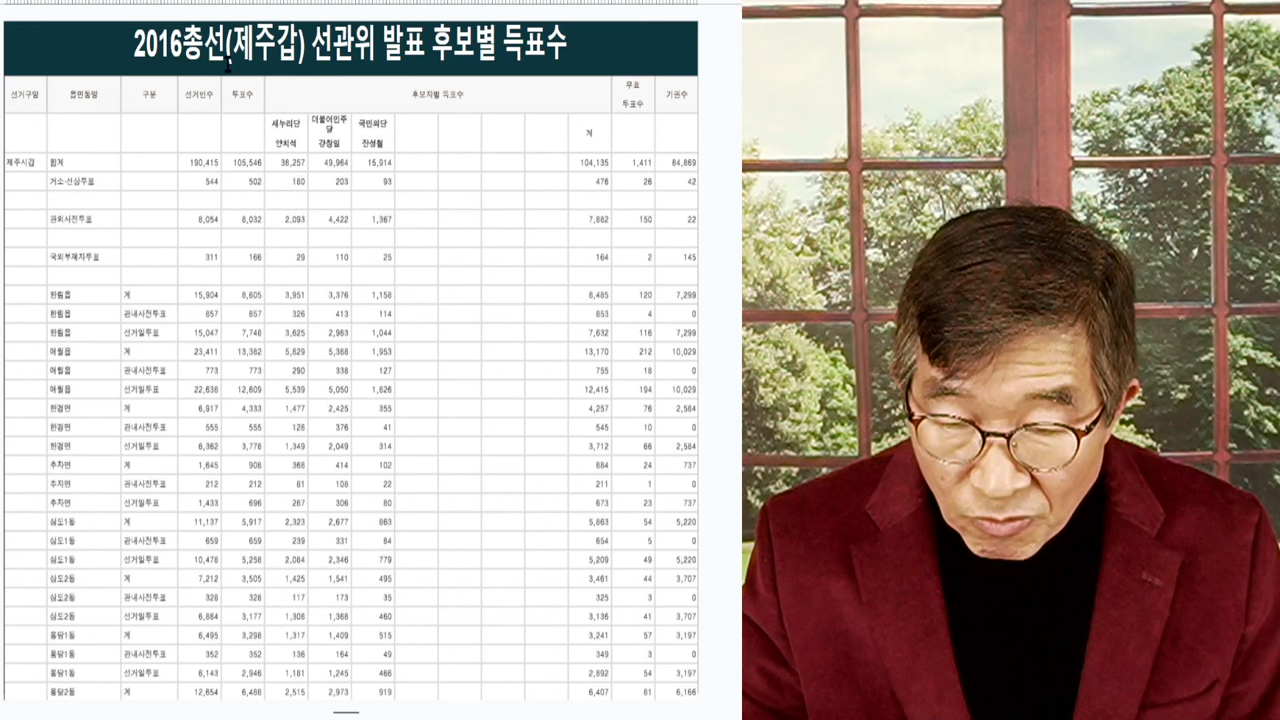 2016총선(제주갑) 선관위 발표 후보별 득표수
선거구명 읍면동명 구분 선거인수 투표수 후보자별 득표수 무효 투표수 기권수
새누리당 양치석 더불어민주당 강창일 국민의당 장성철 계
제주시갑 합계 190,415 105,546 38,257 49,964 15,914 104,135 1,411 84,869
거소·선상투표 544 502 180 203 93 476 26 42
관외사전투표 8,054 8,032 2,093 4,422 1,367 7,882 150 22
국외부재자투표 311 166 29 110 25 164 2 145
한림읍 계 15,904 8,605 3,951 3,376 1,158 8,485 120 7,299
한림읍 관내사전투표 857 857 326 413 114 853 4 0
한림읍 선거일투표 15,047 7,748 3,625 2,963 1,044 7,632 116 7,299
애월읍 계 23,411 13,382 5,829 5,388 1,953 13,170 212 10,029
애월읍 관내사전투표 773 773 290 338 127 755 18 0
애월읍 선거일투표 22,638 12,609 5,539 5,050 1,826 12,415 194 10,029
한경면 계 6,917 4,333 1,477 2,425 355 4,257 76 2,584
한경면 관내사전투표 555 555 128 376 41 545 10 0
한경면 선거일투표 6,362 3,778 1,349 2,049 314 3,712 66 2,584
추자면 계 1,645 908 368 414 102 884 24 737
추자면 관내사전투표 212 212 81 108 22 211 1 0
추자면 선거일투표 1,433 696 287 306 80 673 23 737
삼도1동 계 11,137 5,917 2,323 2,677 863 5,863 54 5,220
삼도1동 관내사전투표 659 659 239 331 84 654 5 0
삼도1동 선거일투표 10,478 5,258 2,084 2,346 779 5,209 49 5,220
삼도2동 계 7,212 3,505 1,425 1,541 495 3,461 44 3,707
삼도2동 관내사전투표 328 328 117 173 35 325 3 0
삼도2동 선거일투표 6,884 3,177 1,308 1,368 460 3,136 41 3,707
용담1동 계 6,495 3,298 1,317 1,409 515 3,241 57 3,197
용담1동 관내사전투표 352 352 136 164 49 349 3 0
용담1동 선거일투표 6,143 2,946 1,181 1,245 466 2,892 54 3,197
용담2동 계 12,654 6,488 2,515 2,973 919 6,407 81 6,166